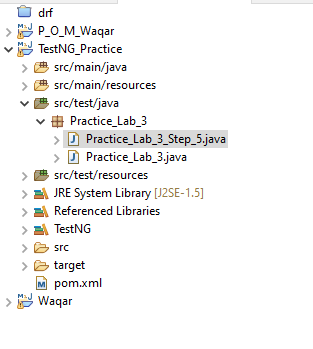 drf
P_O_M_Waqar
TestNG_Practice
src/main/java
src/main/resources
src/test/java
Practice_Lab_3
Practice_Lab_3_Step_5.java
Practice_Lab_3.java
src/test/resources
JRE System Library [J2SE-1.5]
Referenced Libraries
TestNG
src
target
pom.xml
Waqar